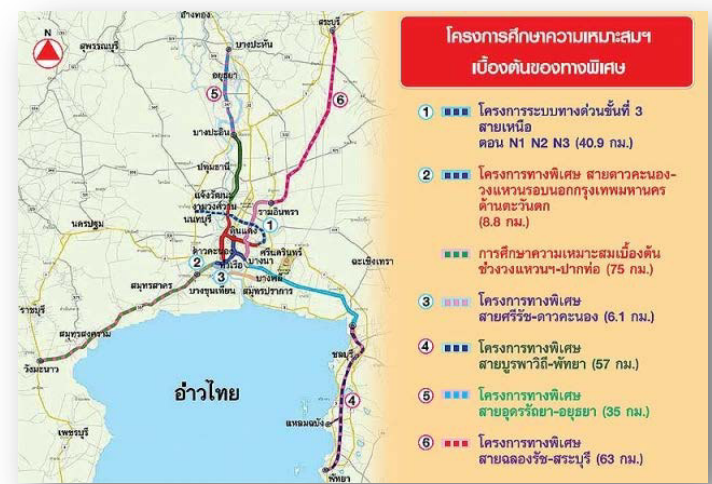 โครงการศึกษาความเหมาะสมฯ
เบื้องต้นของทางพิเศษ
1
โครงการระบบทางด่วนขั้นที่ 3
สายเหนือ
ตอน N1 N2 N3 (40.9 กม.)
2
โครงการทางพิเศษ สายดาวคะนอง-
วงแหวนรอบนอกกรุงเทพมหานคร
ด้านตะวันตก
(8.8 กม.)
การศึกษาความเหมาะสมเบื้องต้น
ช่วงวงแหวนฯ-ปากท่อ (75 กม.)
3
โครงการทางพิเศษ
สายศรีรัช-ดาวคะนอง (6.1 กม.)
4
โครงการทางพิเศษ
สายบูรพาวิถี-พัทยา (57 กม.)
5
โครงการทางพิเศษ
สายอุดรรัถยา-อยุธยา (35 กม.)
6
โครงการทางพิเศษ
สายฉลองรัช-สระบุรี (63 กม.)
N
อ่างทอง
สระบุรี
สุพรรณบุรี
บางปะหัน
อยุธยา
5
6
บางปะอิน
ปทุมธานี
แจ้งวัฒนะ
งามวงศ์วาน
รามอินทรา
นนทบุรี
1
นครปฐม
ดินแดง
ศรีนครินทร์
ดาวคะนอง
ฉะเชิงเทรา
2
บางนา
3
บางพลี
บางขุนเทียน
สมุทรปราการ
สมุทรสาคร
ราชบุรี
สมุทรสงคราม
วังมะนาว
ชลบุรี
อ่าวไทย
4
แหลมฉบัง
เพชรบุรี
พัทยา